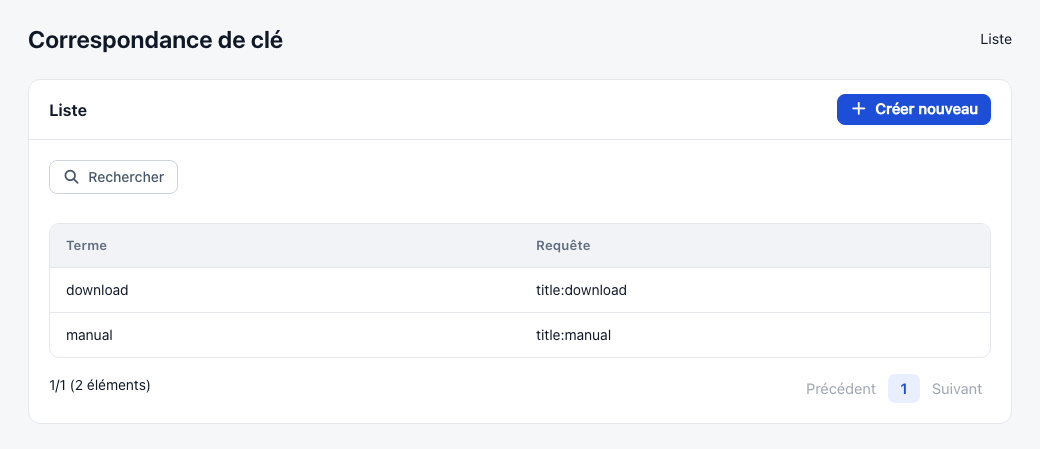 Correspondance de clé
Liste
Liste
Créer nouveau
Rechercher
Terme Requête
download title:download
manual title:manual
1/1 (2 éléments)
Précédent 1 Suivant